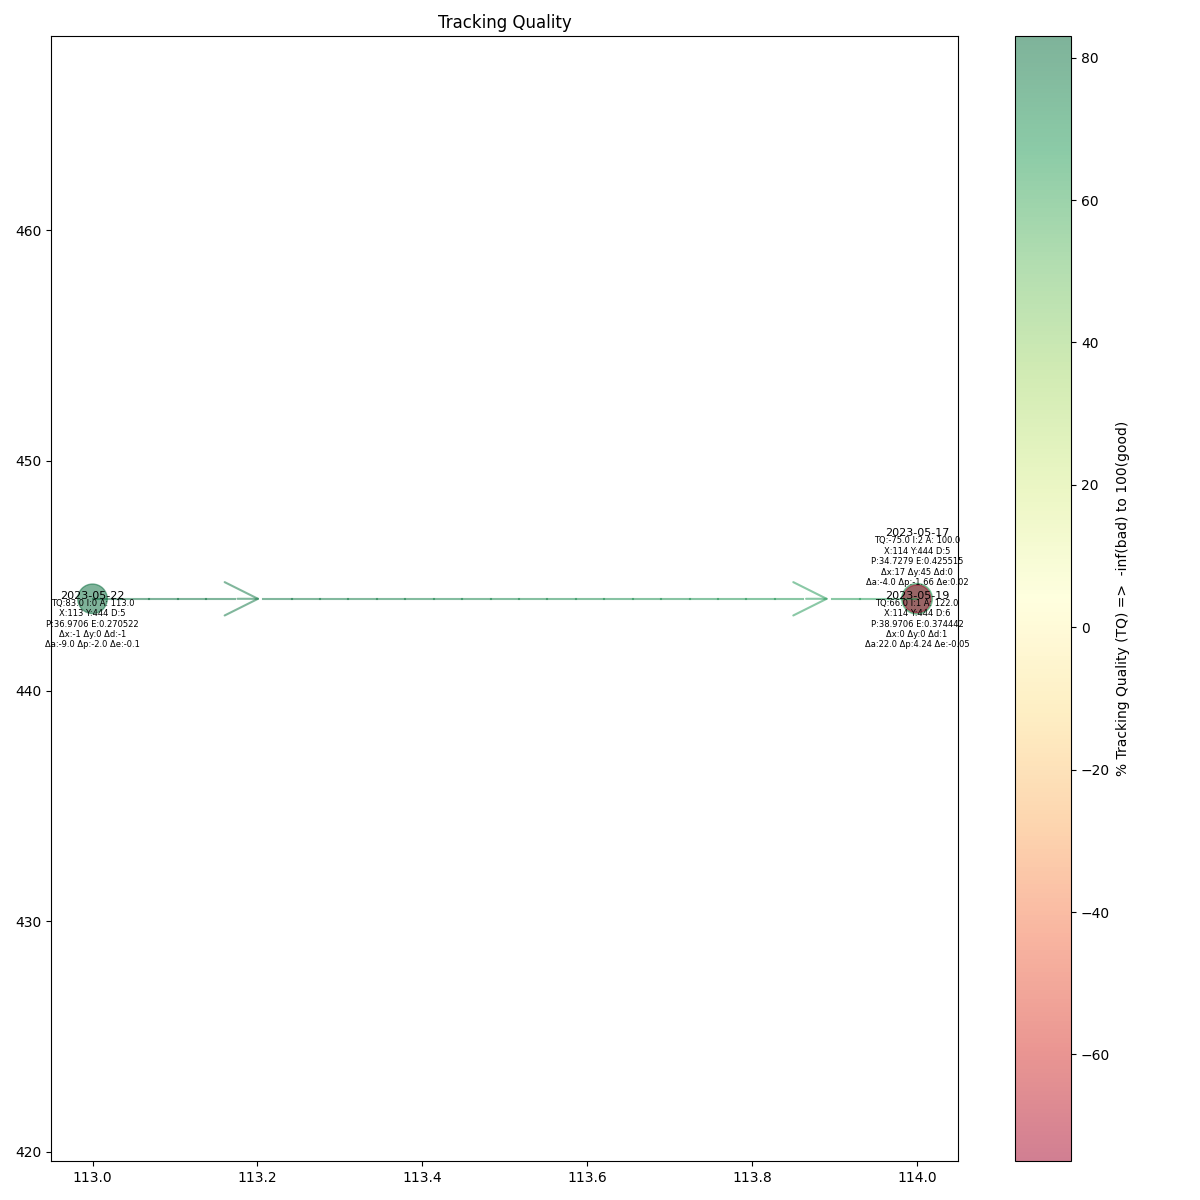 Tracking Quality
460
450
440
430
420
113.0
113.2
113.4
113.6
113.8
114.0
2023-05-22
TQ:83.0 I:0 A: 113.0
X:113 Y:444 D:5
P:36.9706 E:0.270522
Δx:-1 Δy:0 Δd:-1
Δa:-9.0 Δp:-2.0 Δe:-0.1
2023-05-17
TQ:-75.0 I:2 A: 100.0
X:114 Y:444 D:5
P:34.7279 E:0.425515
Δx:17 Δy:45 Δd:0
Δa:-4.0 Δp:-1.66 Δe:0.02
2023-05-19
TQ:66.0 I:1 A: 122.0
X:114 Y:444 D:6
P:38.9706 E:0.374442
Δx:0 Δy:0 Δd:1
Δa:22.0 Δp:4.24 Δe:-0.05
80
60
40
20
0
−20
−40
−60
% Tracking Quality (TQ) => -inf(bad) to 100(good)